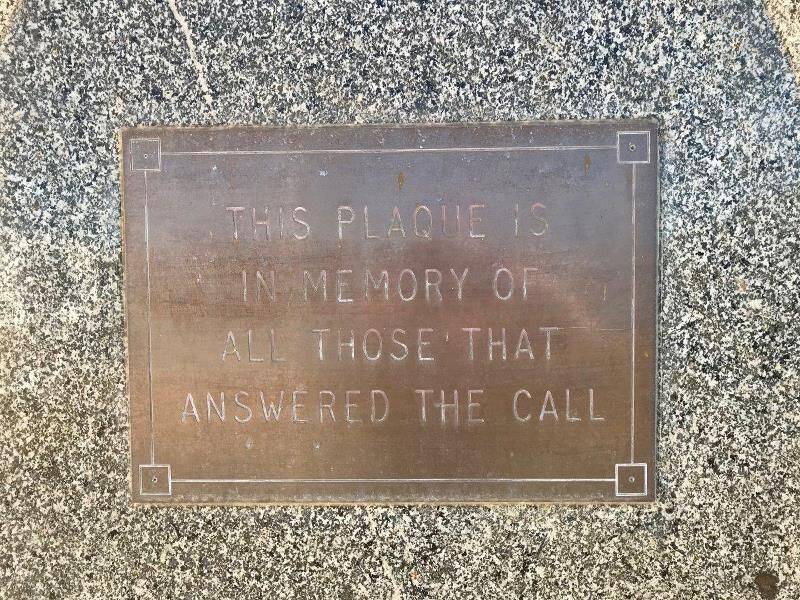 THIS PLAQUE IS
IN MEMORY OF
ALL THOSE THAT
ANSWERED THE CALL